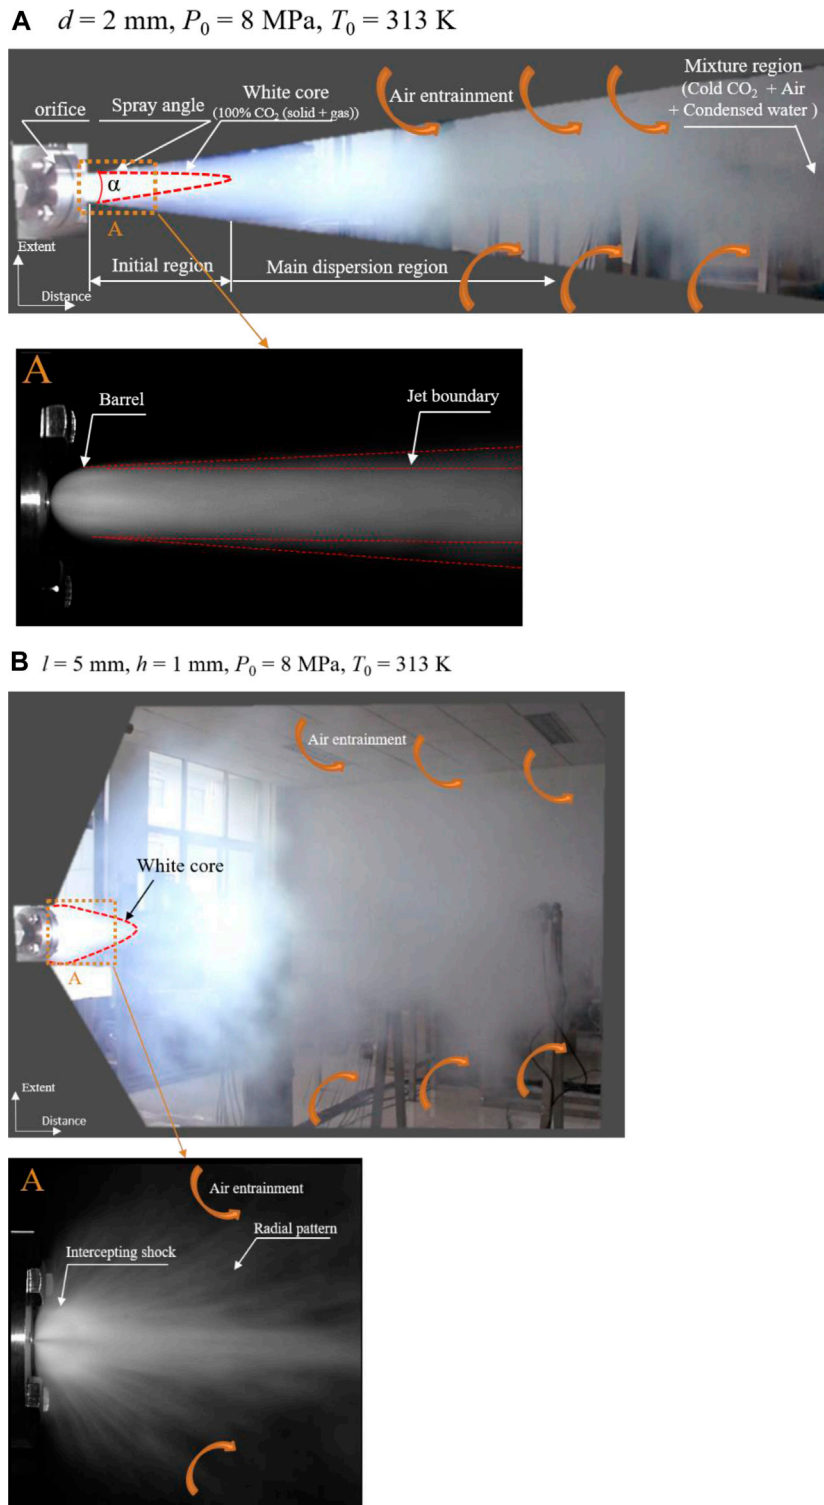 A d = 2 mm, P₀ = 8 MPa, T₀ = 313 K
orifice
Spray angle
White core
(100% CO₂ (solid + gas))
Air entrainment
Mixture region
(Cold CO₂ + Air
+ Condensed water )
α
A
Extent
Initial region
Main dispersion region
Distance
A
Barrel
Jet boundary
B l = 5 mm, h = 1 mm, P₀ = 8 MPa, T₀ = 313 K
Air entrainment
White core
A
Extent
Distance
A
Air entrainment
Radial pattern
Intercepting shock